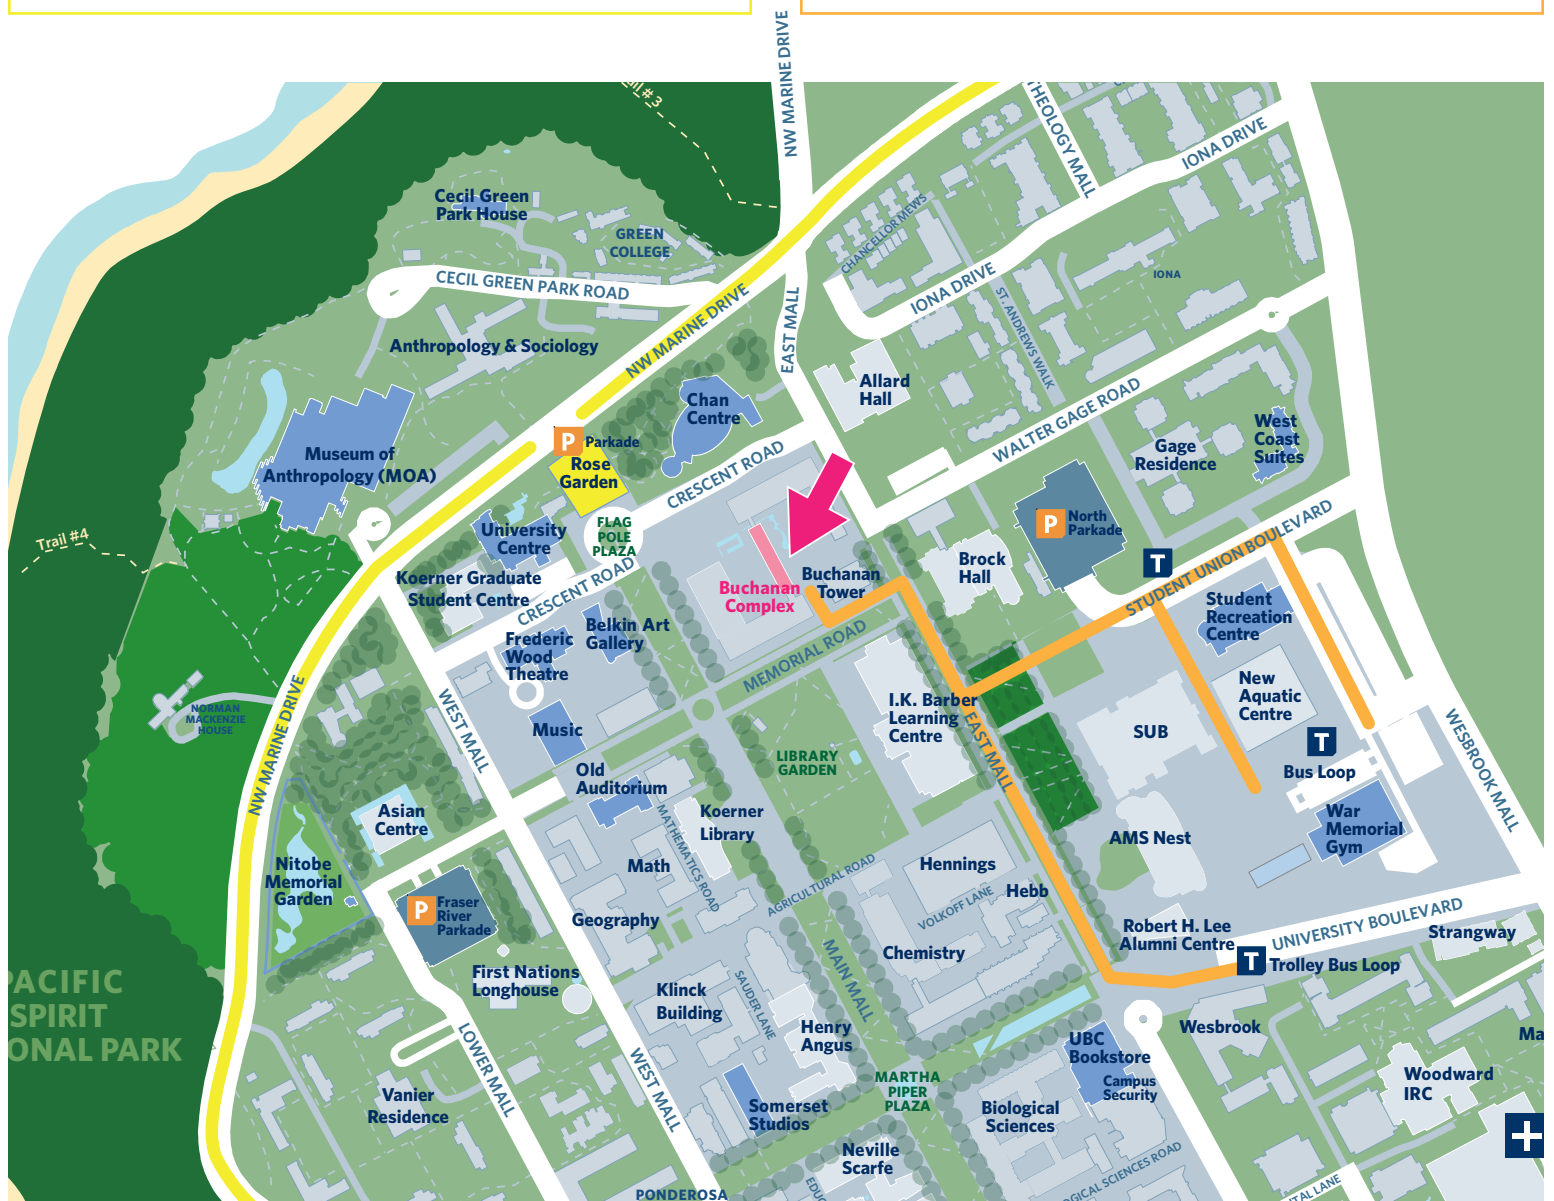 NW MARINE DRIVE
THEOLOGY MALL
IONA DRIVE
Cecil Green
Park House
GREEN
COLLEGE
CHANCELLOR MEWS
CECIL GREEN PARK ROAD
IONA DRIVE
IONA
NW MARINE DRIVE
EAST MALL
ST. ANDREWS WALK
Anthropology & Sociology
Allard
Hall
Chan
Centre
WALTER GAGE ROAD
West
Coast
Suites
P
Parkade
Rose
Garden
Museum of
Anthropology (MOA)
Gage
Residence
CRESCENT ROAD
Trail #4
University
Centre
FLAG
POLE
PLAZA
P
North
Parkade
STUDENT UNION BOULEVARD
T
Brock
Hall
Koerner Graduate
Student Centre
CRESCENT ROAD
Buchanan
Complex
Buchanan
Tower
Student
Recreation
Centre
Frederic
Wood
Theatre
Belkin Art
Gallery
MEMORIAL ROAD
NORMAN
MACKENZIE
HOUSE
NW MARINE DRIVE
WEST MALL
Music
I.K. Barber
Learning
Centre
EAST MALL
New
Aquatic
Centre
SUB
T
Bus Loop
WESBROOK MALL
LIBRARY
GARDEN
Old
Auditorium
Asian
Centre
Koerner
Library
MATHEMATICS ROAD
War
Memorial
Gym
AMS Nest
Nitobe
Memorial
Garden
Math
AGRICULTURAL ROAD
Hennings
Hebb
VOLKOFF LANE
P
Fraser
River
Parkade
Geography
Chemistry
Robert H. Lee
Alumni Centre
UNIVERSITY BOULEVARD
Strangway
T
Trolley Bus Loop
PACIFIC
SPIRIT
ONAL PARK
First Nations
Longhouse
MAIN MALL
Klinck
Building
SAUDER LANE
Henry
Angus
Wesbrook
Ma
UBC
Bookstore
Campus
Security
LOWER MALL
WEST MALL
Vanier
Residence
MARTHA
PIPER
PLAZA
Woodward
IRC
Somerset
Studios
Biological
Sciences
Neville
Scarfe
PONDEROSA